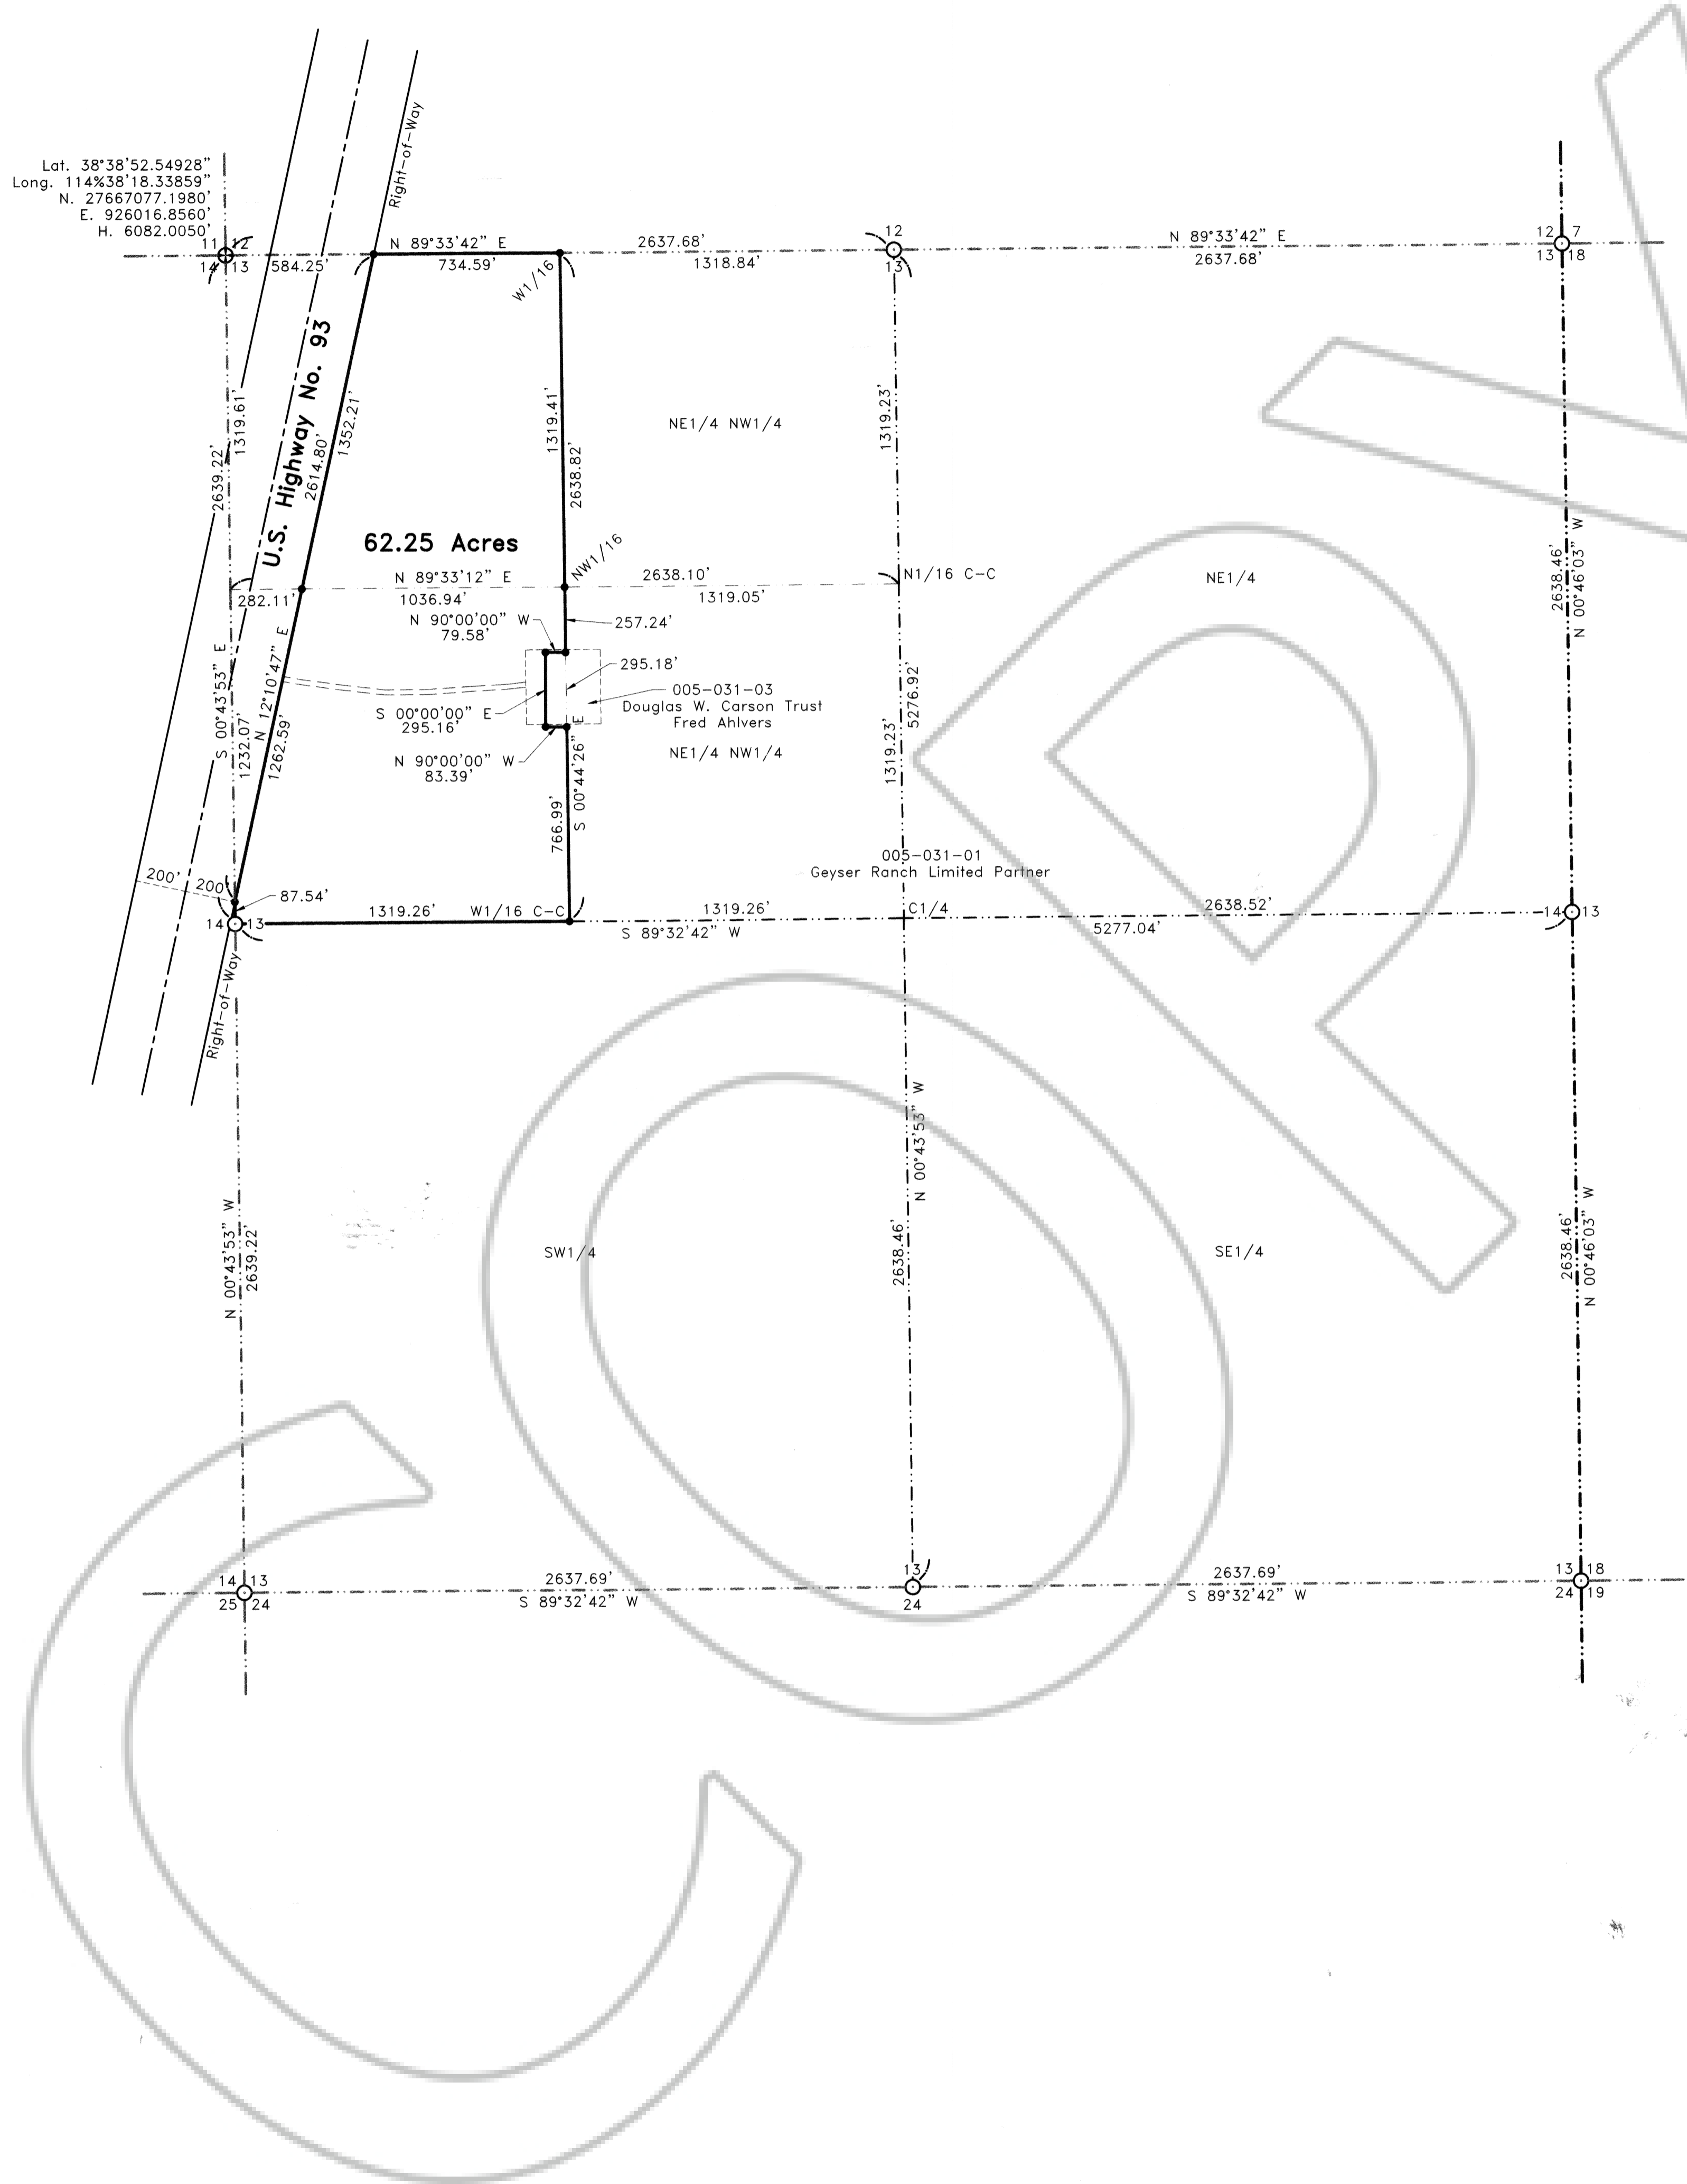 Right-of-Way
Lat. 38°38'52.54928"
Long. 114%38'18.33859"
N. 27667077.1980'
E. 926016.8560'
H. 6082.0050'
11 12
14 13
584.25'
N 89°33'42" E
734.59'
W1/16
2637.68'
1318.84'
12
13
N 89°33'42" E
2637.68'
12 7
13 18
U.S. Highway No. 93
1319.61'
2639.22'
1352.21'
2614.80'
1319.41'
2638.82'
NE1/4 NW1/4
1319.23'
62.25 Acres
NW1/16
N 89°33'12" E
1036.94'
282.11'
2638.10'
1319.05'
N1/16 C-C
NE1/4
2638.46'
N 00°46'03" W
N 90°00'00" W
79.58'
257.24'
295.18'
005-031-03
Douglas W. Carson Trust
Fred Ahlvers
S 00°00'00" E
295.16'
N 90°00'00" W
83.39'
NE1/4 NW1/4
S 00°43'53" E
1232.07'
N 12°10'47" E
1262.59'
S 00°44'26" E
766.99'
1319.23'
5276.92'
005-031-01
Geyser Ranch Limited Partner
200'
200'
87.54'
14 13
1319.26'
W1/16 C-C
1319.26'
S 89°32'42" W
C1/4
2638.52'
5277.04'
14 13
Right-of-Way
N 00°43'53" W
2639.22'
SW1/4
N 00°43'53" W
2638.46'
SE1/4
2638.46'
N 00°46'03" W
14 13
25 24
2637.69'
S 89°32'42" W
13
24
2637.69'
S 89°32'42" W
13 18
24 19
COPY